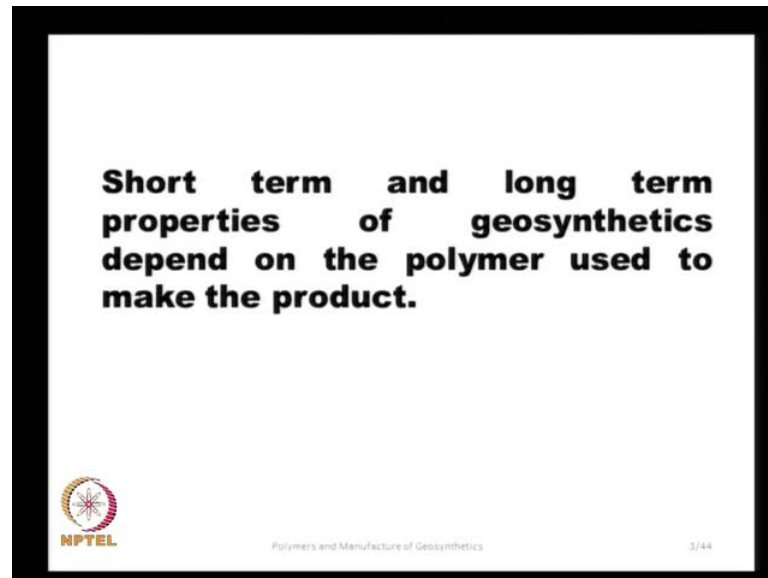 Short term and long term
properties of geosynthetics
depend on the polymer used to
make the product.
NPTEL
Polymers and Manufacture of Geosynthetics
3/44